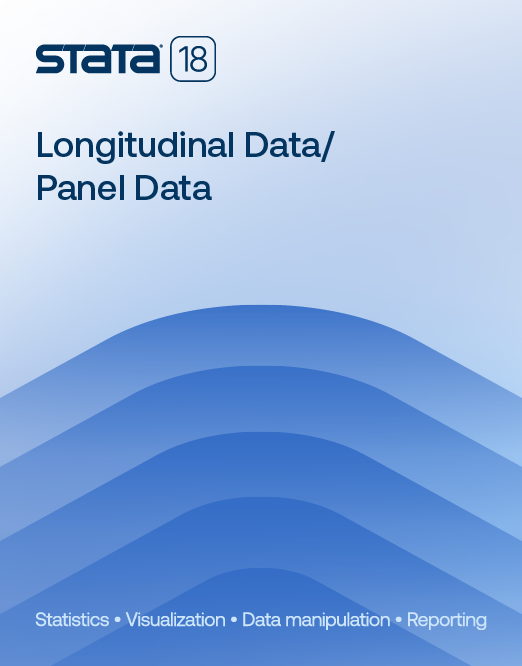 stata 18
Longitudinal Data/
Panel Data
Statistics • Visualization • Data manipulation • Reporting